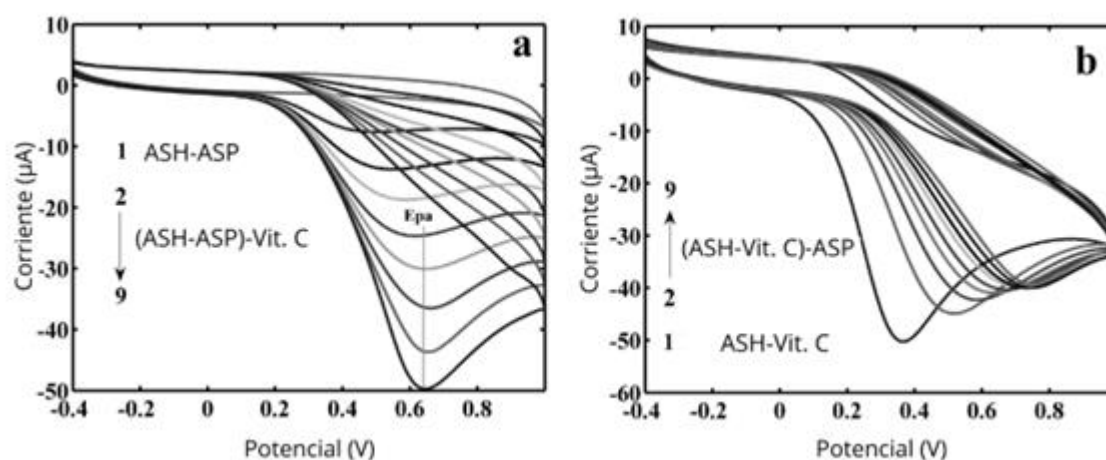 a
Corriente (µA)
10
0
-10
-20
-30
-40
-50
1 ASH-ASP
2
(ASH-ASP)-Vit. C
9
Epa
-0.4 -0.2 0 0.2 0.4 0.6 0.8
Potencial (V)
b
Corriente (µA)
10
0
-10
-20
-30
-40
-50
-60
9
(ASH-Vit. C)-ASP
2
1 ASH-Vit. C
-0.4 -0.2 0 0.2 0.4 0.6 0.8
Potencial (V)